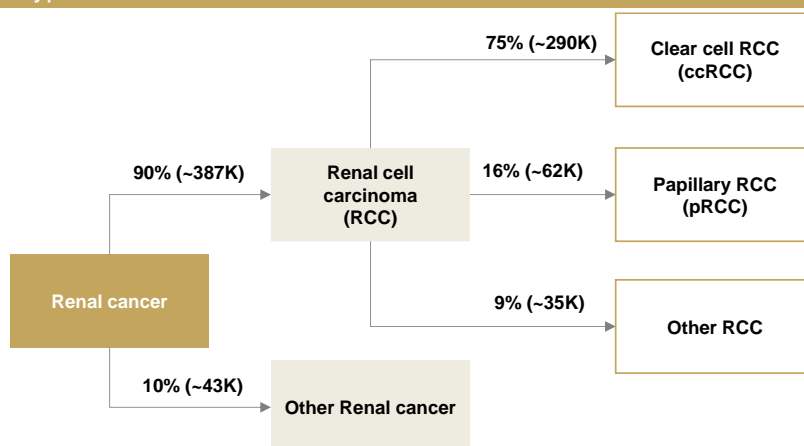 75% (~290K)
Clear cell RCC
(ccRCC)
90% (~387K)
Renal cell
carcinoma
(RCC)
16% (~62K)
Papillary RCC
(pRCC)
Renal cancer
9% (~35K)
Other RCC
10% (~43K)
Other Renal cancer